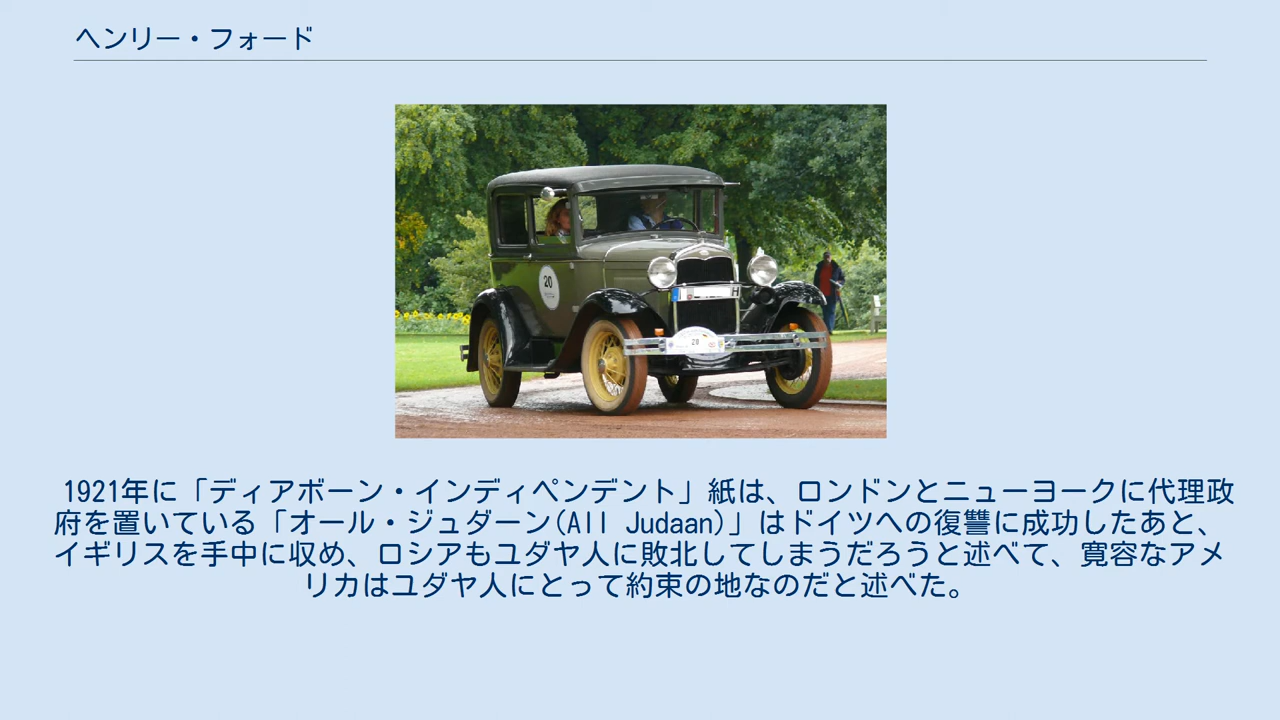 ヘンリー・フォード
20
H
20
1921年に「ディアボーン・インディペンデント」紙は、ロンドンとニューヨークに代理政
府を置いている「オール・ジュダーン(All Judaan)」はドイツへの復讐に成功したあと、
イギリスを手中に収め、ロシアもユダヤ人に敗北してしまうだろうと述べて、寛容なアメ
リカはユダヤ人にとって約束の地なのだと述べた。